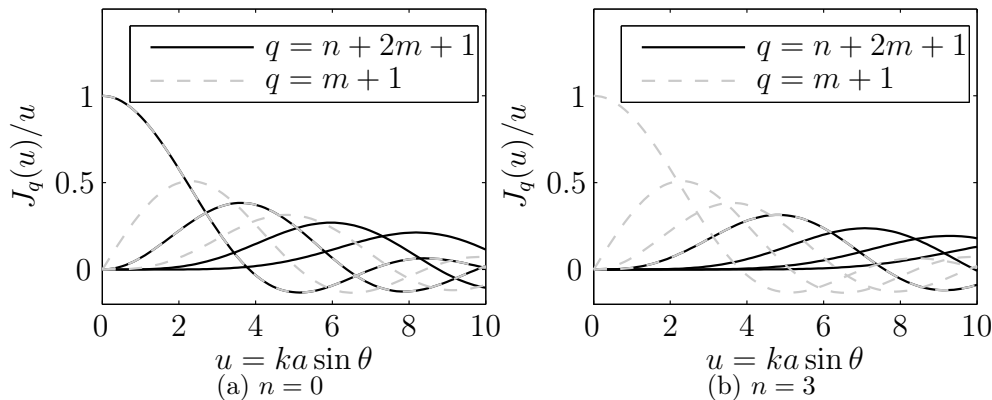 q = n + 2m + 1
q = m + 1
1
0.5
0
J_q(u)/u
0 2 4 6 8 10
u = ka sin θ
(a) n = 0
q = n + 2m + 1
q = m + 1
1
0.5
0
J_q(u)/u
0 2 4 6 8 10
u = ka sin θ
(b) n = 3